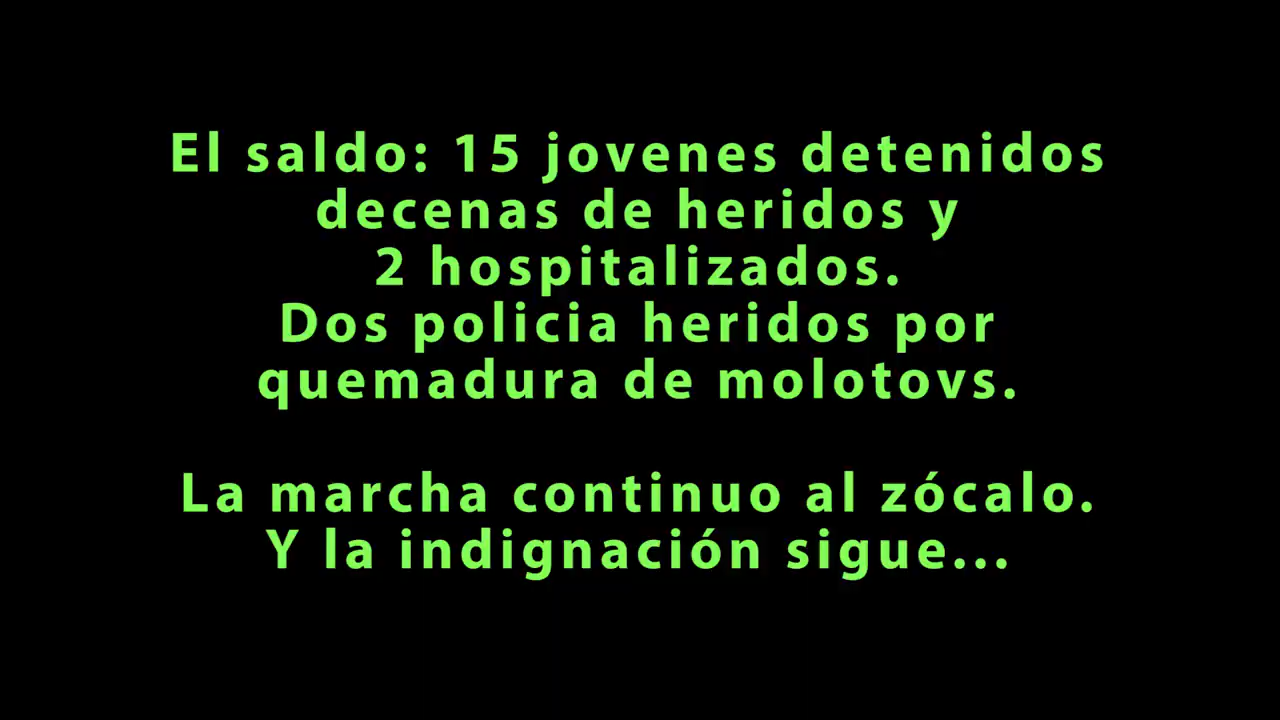 El saldo: 15 jovenes detenidos
decenas de heridos y
2 hospitalizados.
Dos policia heridos por
quemadura de molotovs.
La marcha continuo al zócalo.
Y la indignación sigue...